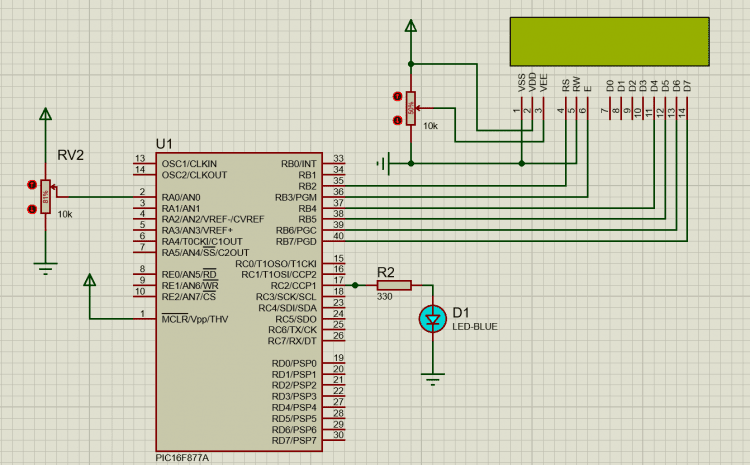 VSS
VDD
VEE
RS
RW
E
D0
D1
D2
D3
D4
D5
D6
D7
1
2
3
4
5
6
7
8
9
10
11
12
13
14
50%
10k
RV2
81%
10k
U1
13 OSC1/CLKIN RB0/INT 33
14 OSC2/CLKOUT RB1 34
RB2 35
2 RA0/AN0 RB3/PGM 36
3 RA1/AN1 RB4 37
4 RA2/AN2/VREF-/CVREF RB5 38
5 RA3/AN3/VREF+ RB6/PGC 39
6 RA4/T0CKI/C1OUT RB7/PGD 40
7 RA5/AN4/SS/C2OUT
RC0/T1OSO/T1CKI 15
8 RE0/AN5/RD RC1/T1OSI/CCP2 16
9 RE1/AN6/WR RC2/CCP1 17
10 RE2/AN7/CS RC3/SCK/SCL 18
RC4/SDI/SDA 23
1 MCLR/Vpp/THV RC5/SDO 24
RC6/TX/CK 25
RC7/RX/DT 26
RD0/PSP0 19
RD1/PSP1 20
RD2/PSP2 21
RD3/PSP3 22
RD4/PSP4 27
RD5/PSP5 28
RD6/PSP6 29
RD7/PSP7 30
PIC16F877A
R2
330
D1
LED-BLUE